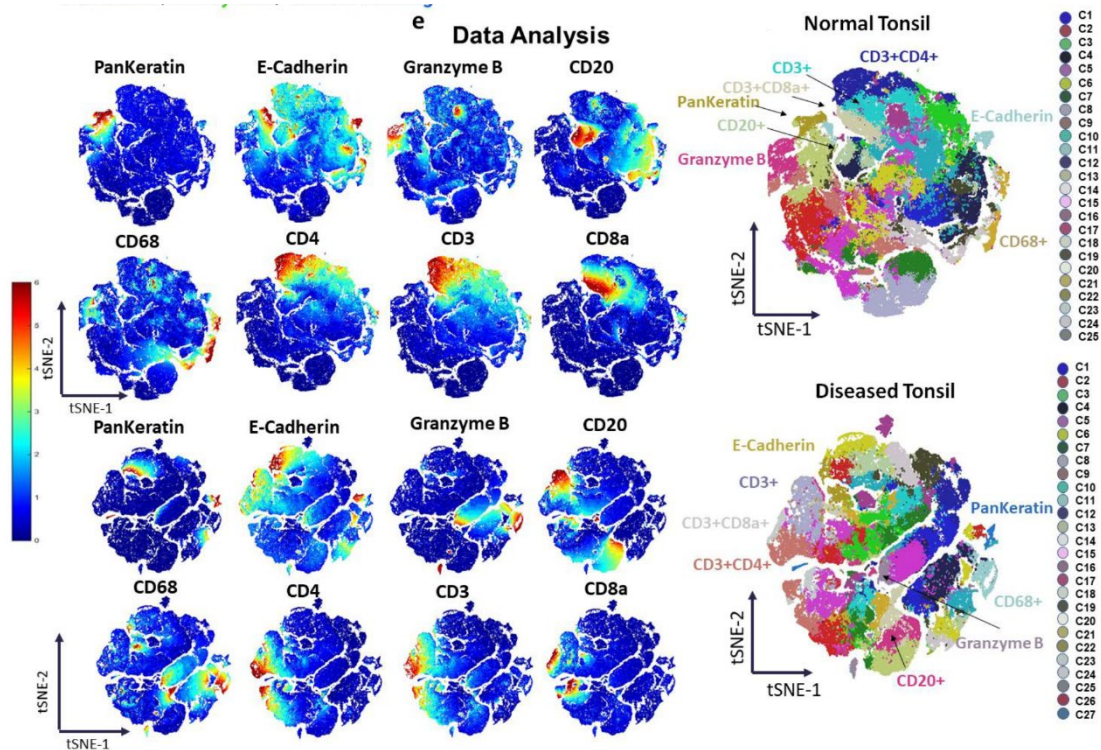 e
Data Analysis
PanKeratin
E-Cadherin
Granzyme B
CD20
CD68
CD4
CD3
CD8a
6
5
4
3
2
1
0
tSNE-2
tSNE-1
PanKeratin
E-Cadherin
Granzyme B
CD20
CD68
CD4
CD3
CD8a
tSNE-2
tSNE-1
Normal Tonsil
CD3+CD4+
CD3+
CD3+CD8a+
PanKeratin
CD20+
Granzyme B
E-Cadherin
CD68+
tSNE-2
tSNE-1
C1
C2
C3
C4
C5
C6
C7
C8
C9
C10
C11
C12
C13
C14
C15
C16
C17
C18
C19
C20
C21
C22
C23
C24
C25
Diseased Tonsil
E-Cadherin
CD3+
CD3+CD8a+
CD3+CD4+
PanKeratin
CD68+
Granzyme B
CD20+
tSNE-2
tSNE-1
C1
C2
C3
C4
C5
C6
C7
C8
C9
C10
C11
C12
C13
C14
C15
C16
C17
C18
C19
C20
C21
C22
C23
C24
C25
C26
C27